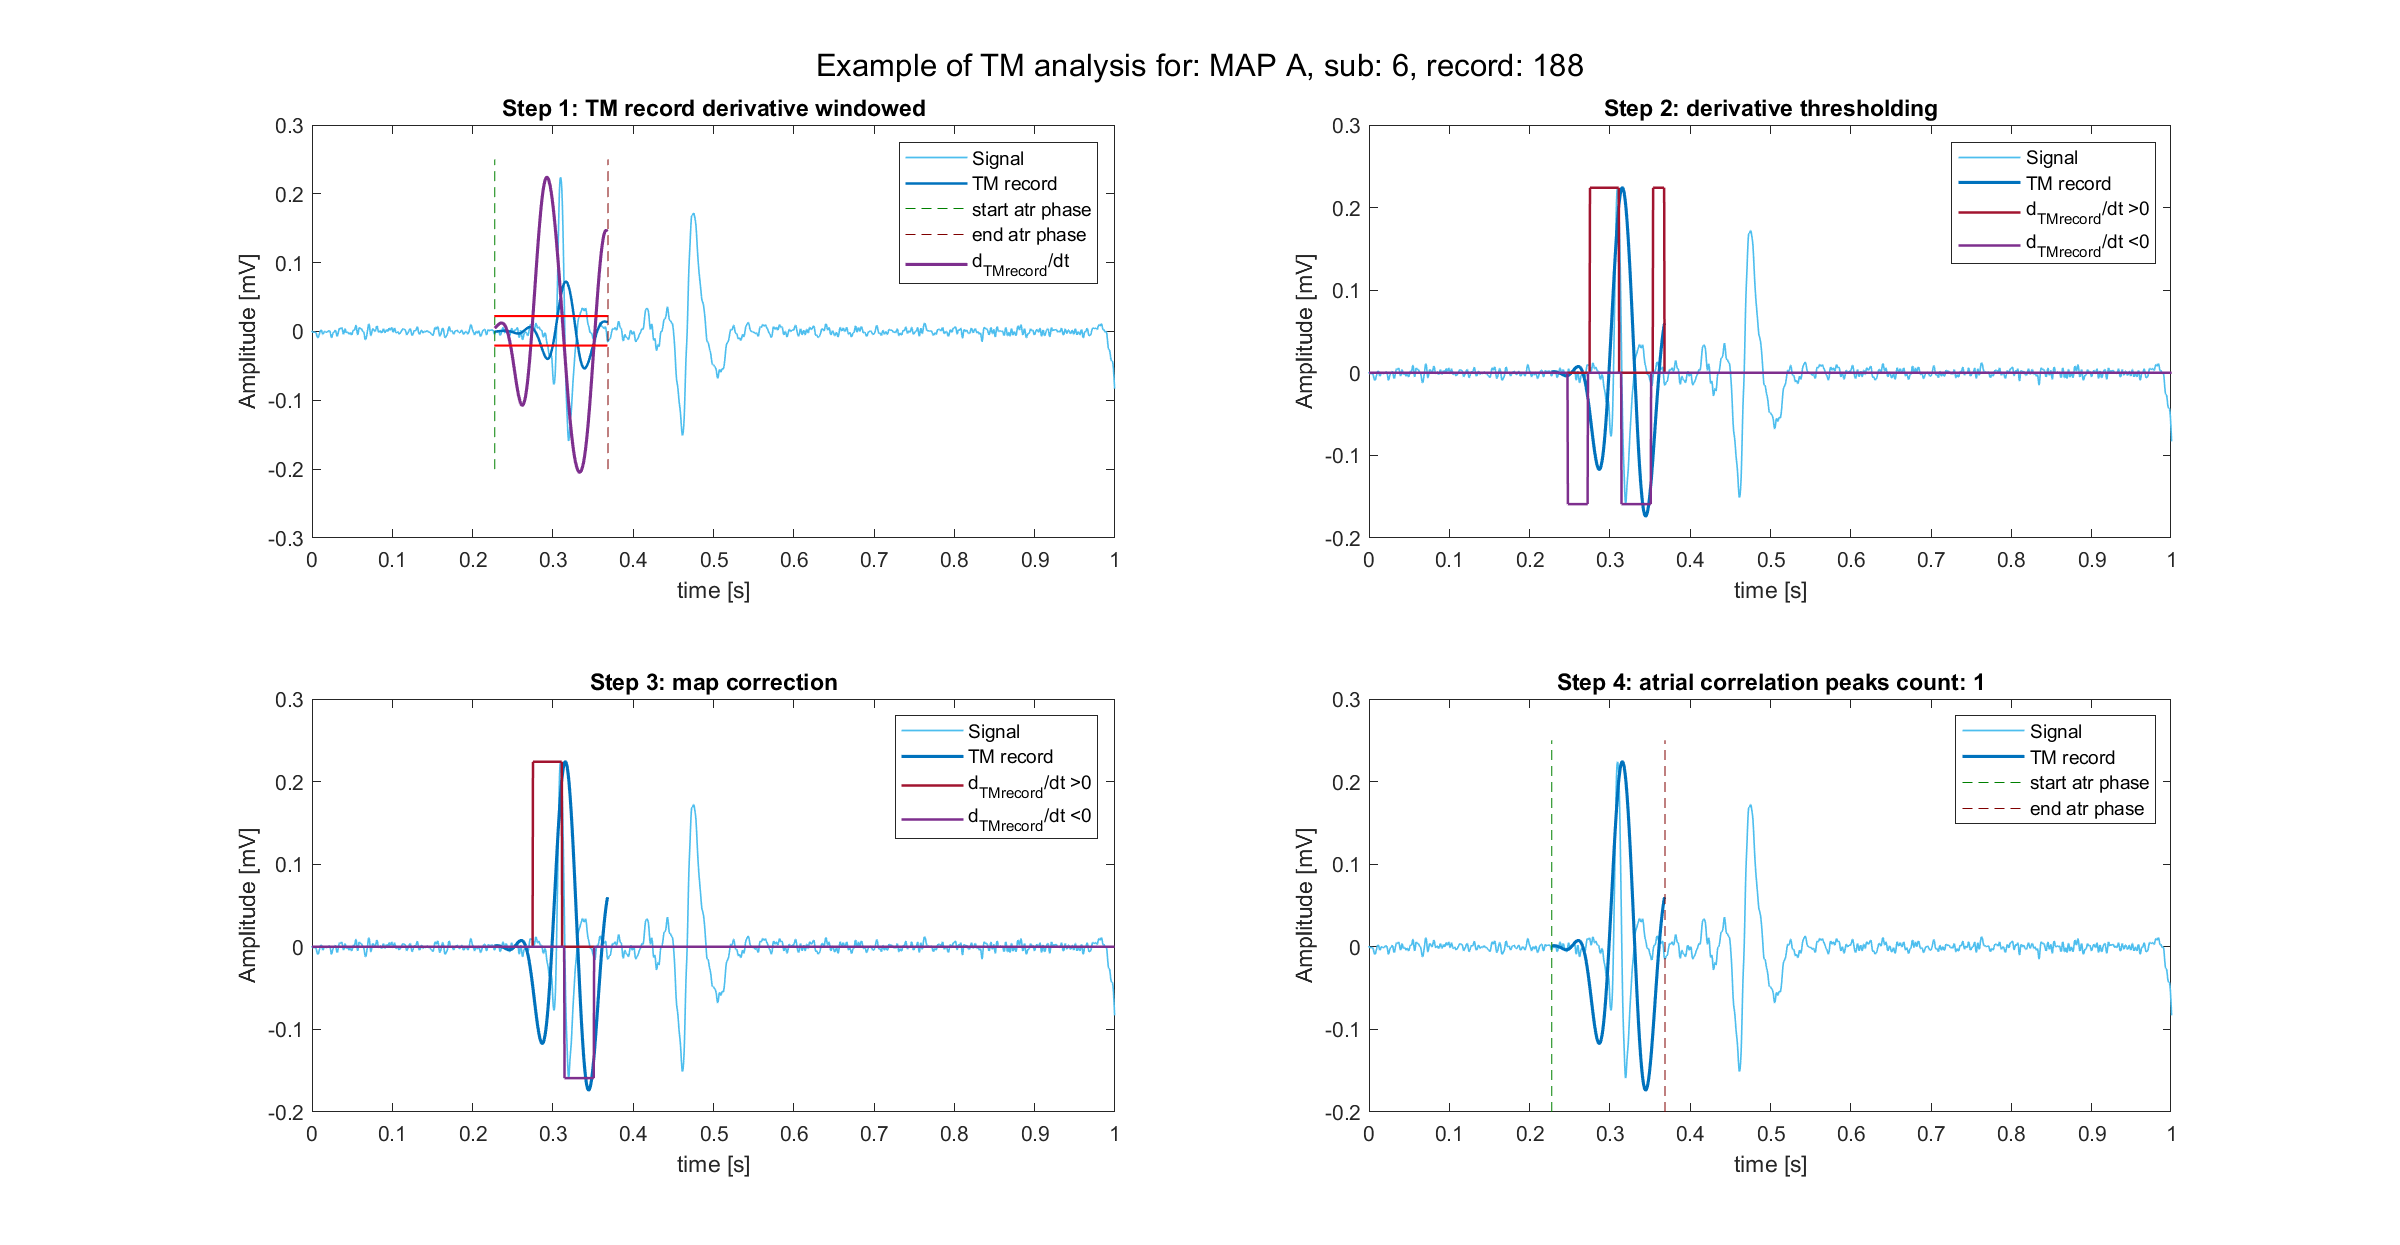 Example of TM analysis for: MAP A, sub: 6, record: 188
Step 1: TM record derivative windowed
0.3
0.2
0.1
0
-0.1
-0.2
-0.3
Amplitude [mV]
0 0.1 0.2 0.3 0.4 0.5 0.6 0.7 0.8 0.9 1
time [s]
Signal
TM record
start atr phase
end atr phase
dTMrecord/dt
Step 2: derivative thresholding
0.3
0.2
0.1
0
-0.1
-0.2
Amplitude [mV]
0 0.1 0.2 0.3 0.4 0.5 0.6 0.7 0.8 0.9 1
time [s]
Signal
TM record
dTMrecord/dt >0
dTMrecord/dt <0
Step 3: map correction
0.3
0.2
0.1
0
-0.1
-0.2
Amplitude [mV]
0 0.1 0.2 0.3 0.4 0.5 0.6 0.7 0.8 0.9 1
time [s]
Signal
TM record
dTMrecord/dt >0
dTMrecord/dt <0
Step 4: atrial correlation peaks count: 1
0.3
0.2
0.1
0
-0.1
-0.2
Amplitude [mV]
0 0.1 0.2 0.3 0.4 0.5 0.6 0.7 0.8 0.9 1
time [s]
Signal
TM record
start atr phase
end atr phase